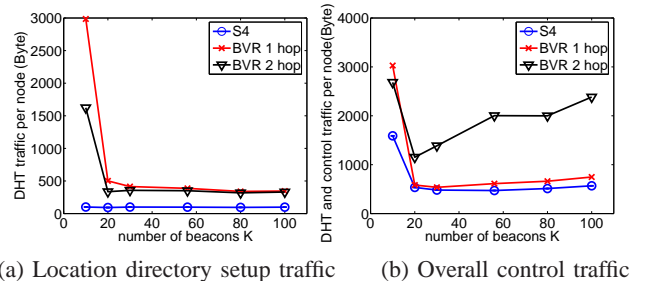 DHT traffic per node(Byte)
3000
2500
2000
1500
1000
500
0
0 20 40 60 80 100
number of beacons K
S4
BVR 1 hop
BVR 2 hop
(a) Location directory setup traffic
DHT and control traffic per node(Byte)
4000
3000
2000
1000
0
0 20 40 60 80 100
number of beacons K
S4
BVR 1 hop
BVR 2 hop
(b) Overall control traffic